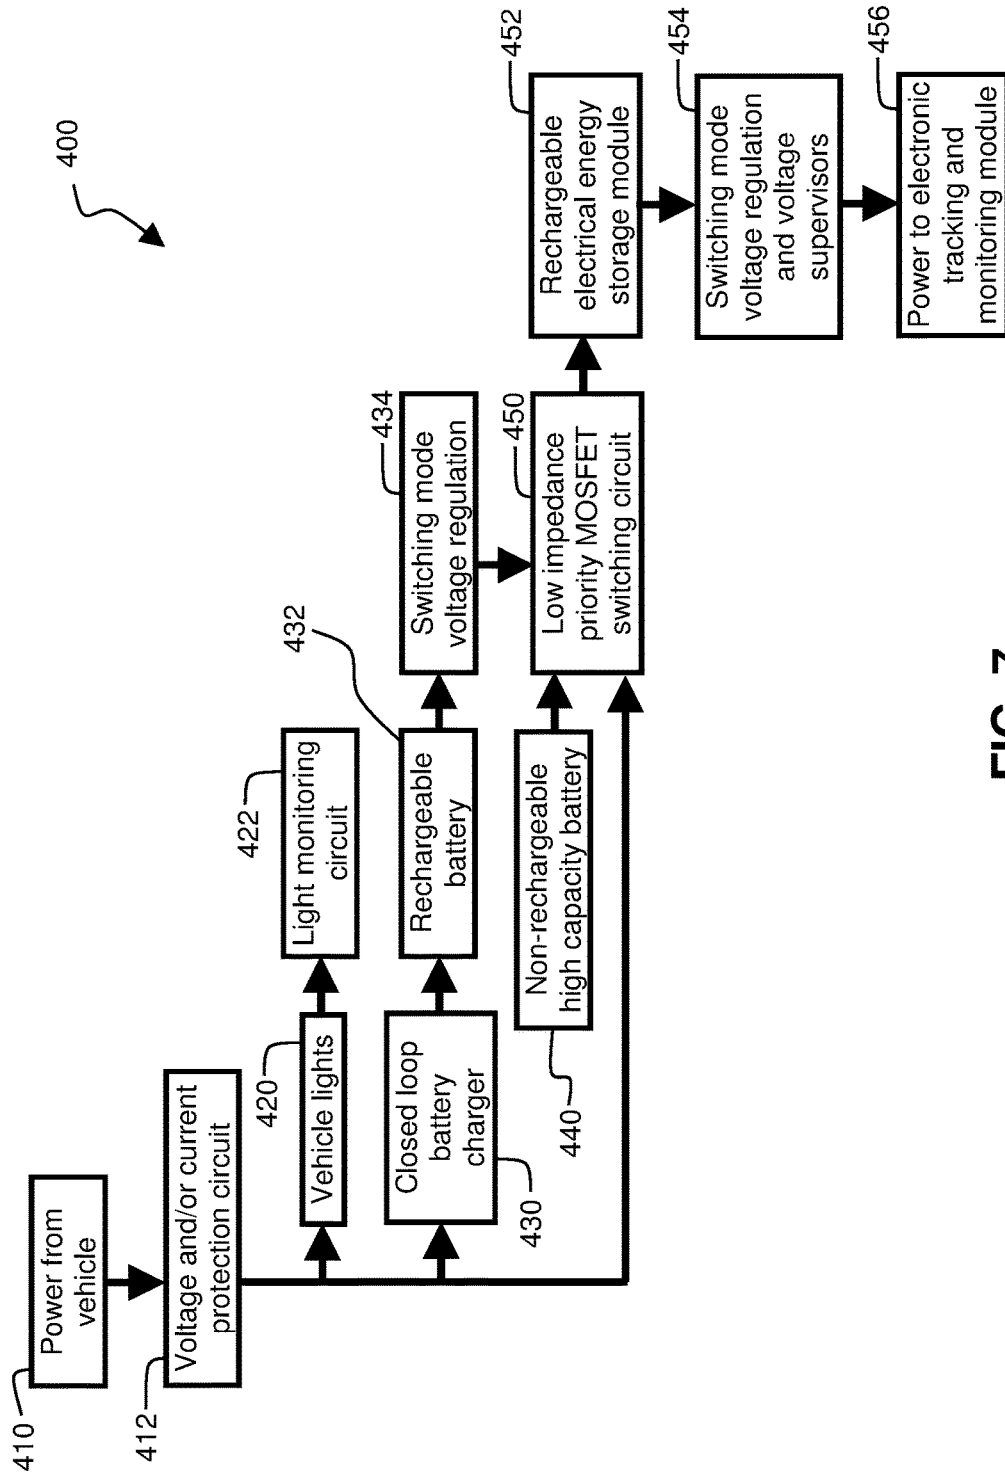 400
410
Power from
vehicle
412
Voltage and/or current
protection circuit
420
Vehicle lights
422
Light monitoring
circuit
430
Closed loop
battery
charger
432
Rechargeable
battery
434
Switching mode
voltage regulation
440
Non-rechargeable
high capacity battery
450
Low impedance
priority MOSFET
switching circuit
452
Rechargeable
electrical energy
storage module
454
Switching mode
voltage regulation
and voltage
supervisors
456
Power to electronic
tracking and
monitoring module
FIG. 7